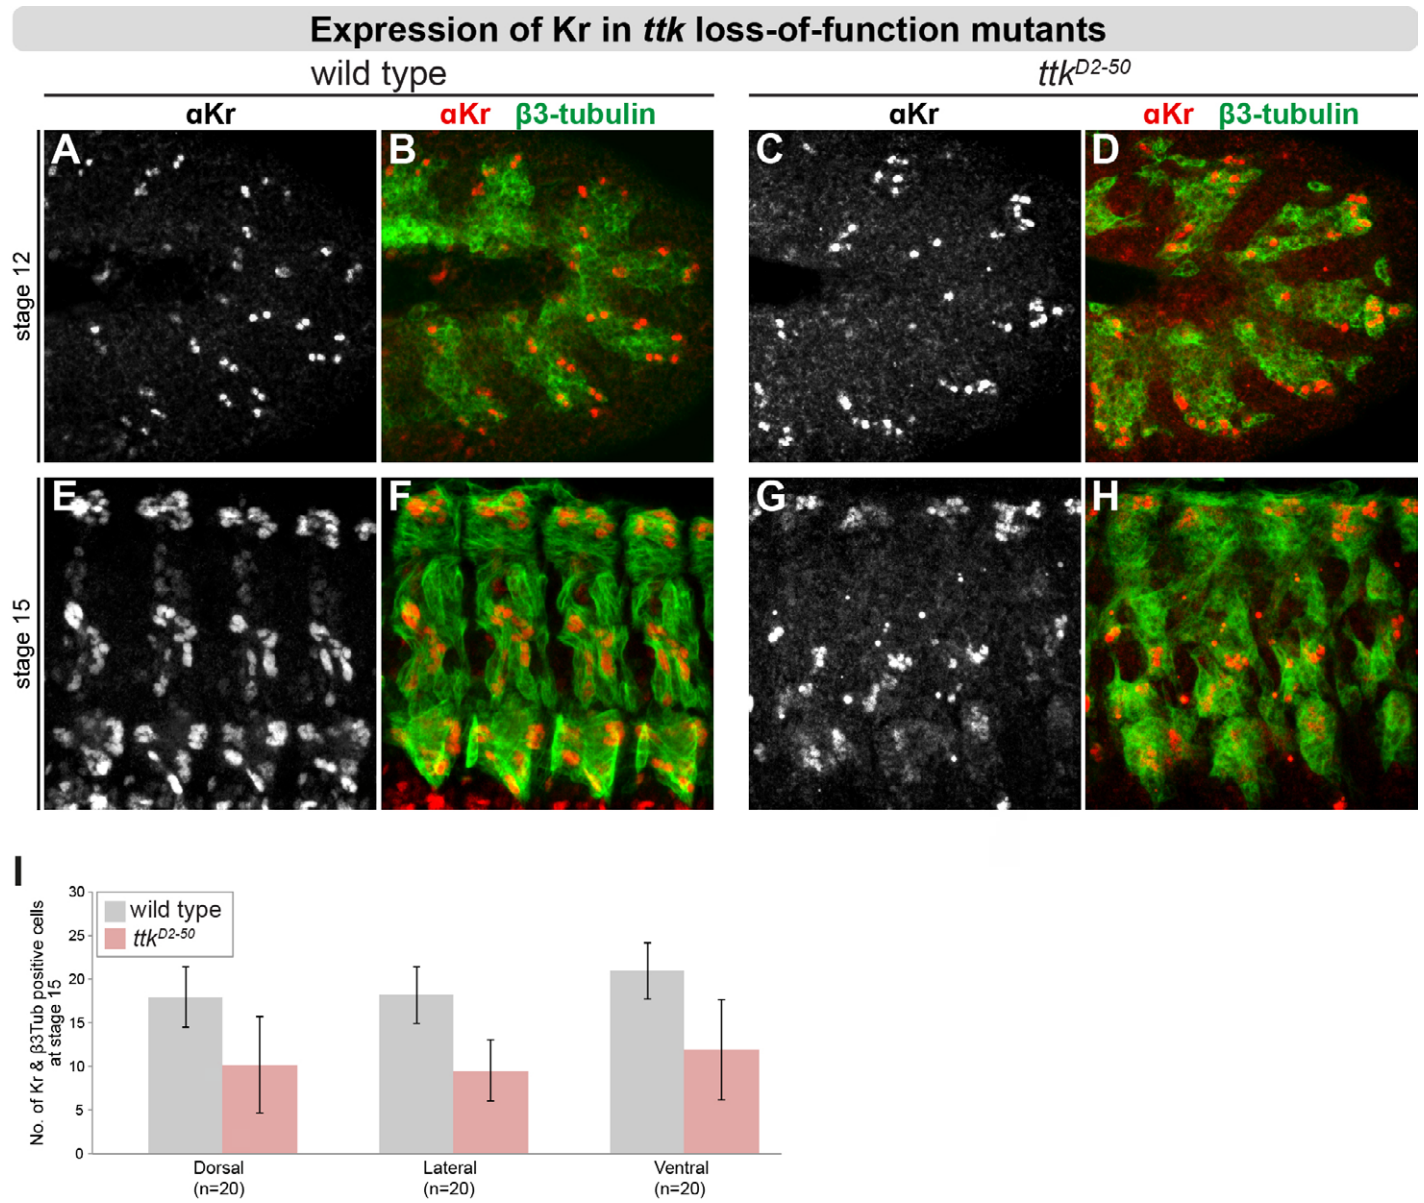 Expression of Kr in ttk loss-of-function mutants
wild type
ttkD2-50
αKr
αKr β3-tubulin
αKr
αKr β3-tubulin
stage 12
A
B
C
D
stage 15
E
F
G
H
I
No. of Kr & β3Tub positive cells
at stage 15
30
25
20
15
10
5
0
wild type
ttkD2-50
Dorsal
(n=20)
Lateral
(n=20)
Ventral
(n=20)